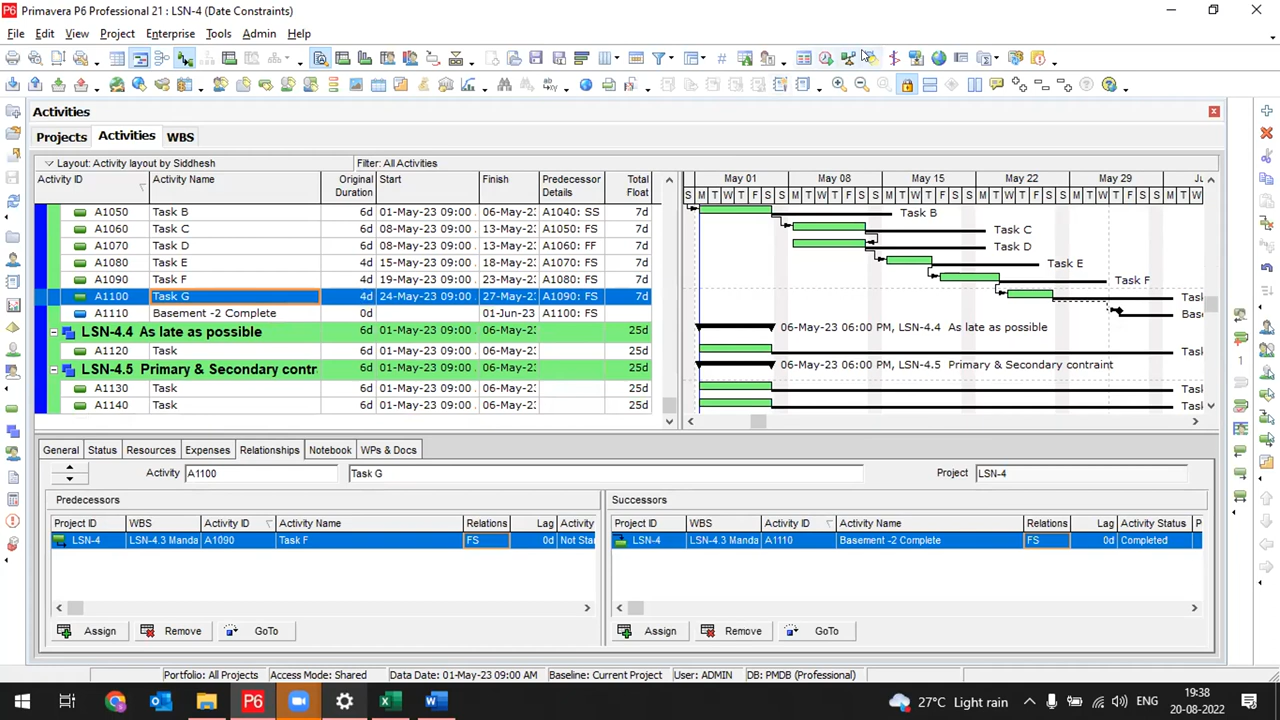 Primavera P6 Professional 21 : LSN-4 (Date Constraints)
File Edit View Project Enterprise Tools Admin Help
Activities
Projects Activities WBS
Layout: Activity layout by Siddhesh Filter: All Activities
Activity ID Activity Name Original Duration Start Finish Predecessor Details Total Float
May 01 May 08 May 15 May 22 May 29
S M T W T F S S M T W T F S S M T W T F S S M T W T F S S M T W T F S S M T W
A1050 Task B 6d 01-May-23 09:00 06-May-23 A1040: SS 7d Task B
A1060 Task C 6d 08-May-23 09:00 13-May-23 A1050: FS 7d Task C
A1070 Task D 6d 08-May-23 09:00 13-May-23 A1060: FF 7d Task D
A1080 Task E 4d 15-May-23 09:00 18-May-23 A1070: FS 7d Task E
A1090 Task F 4d 19-May-23 09:00 23-May-23 A1080: FS 7d Task F
A1100 Task G 4d 24-May-23 09:00 27-May-23 A1090: FS 7d
A1110 Basement -2 Complete 0d 01-Jun-23 A1100: FS 7d
LSN-4.4 As late as possible 6d 01-May-23 09:00 06-May-2 25d 06-May-23 06:00 PM, LSN-4.4 As late as possible
A1120 Task 6d 01-May-23 09:00 06-May-2 25d
LSN-4.5 Primary & Secondary contr 6d 01-May-23 09:00 06-May-2 25d 06-May-23 06:00 PM, LSN-4.5 Primary & Secondary contraint
A1130 Task 6d 01-May-23 09:00 06-May-2 25d
A1140 Task 6d 01-May-23 09:00 06-May-2 25d
General Status Resources Expenses Relationships Notebook WPs & Docs
Activity A1100 Task G Project LSN-4
Predecessors Successors
Project ID WBS Activity ID Activity Name Relations Lag Activity
Project ID WBS Activity ID Activity Name Relations Lag Activity Status P
LSN-4 LSN-4.3 Manda A1090 Task F FS 0d Not Star
LSN-4 LSN-4.3 Manda A1110 Basement -2 Complete FS 0d Completed
Assign Remove GoTo Assign Remove GoTo
Portfolio: All Projects Access Mode: Shared Data Date: 01-May-23 09:00 AM Baseline: Current Project User: ADMIN DB: PMDB (Professional)
27°C Light rain ENG 19:38
20-08-2022